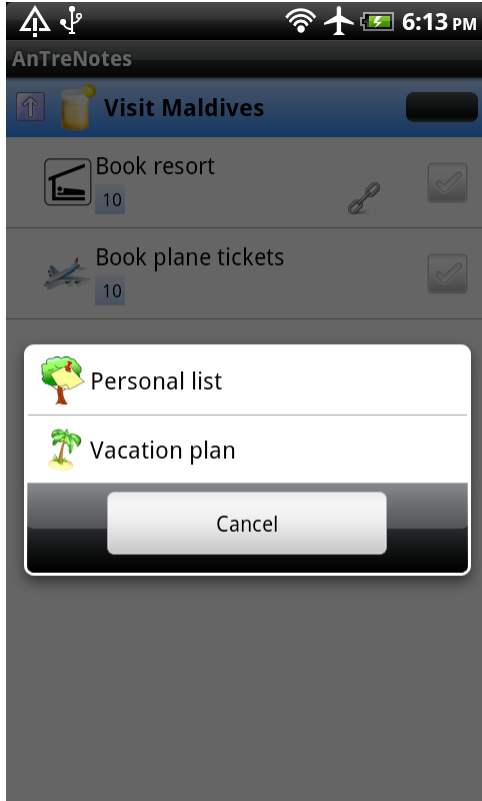 6:13 PM
AnTreNotes
Visit Maldives
Book resort
10
Book plane tickets
10
Personal list
Vacation plan
Cancel